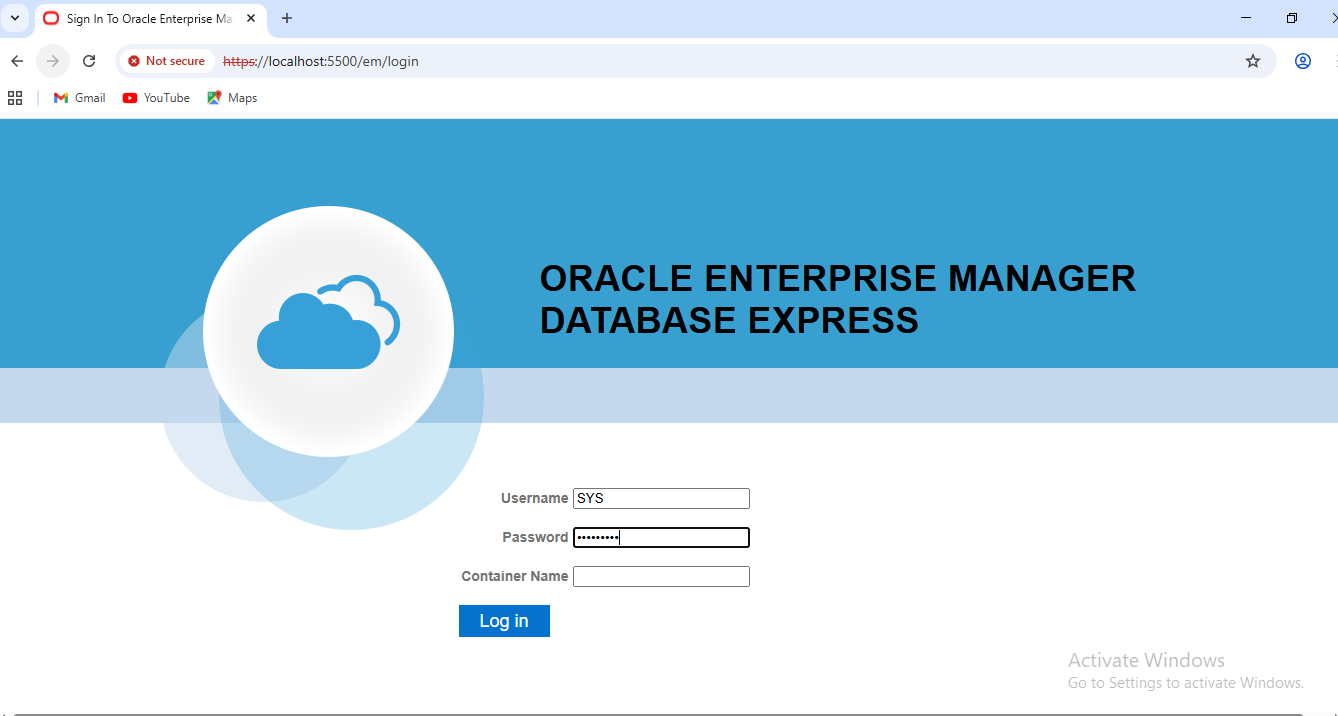 Sign In To Oracle Enterprise Ma
Not secure https://localhost:5500/em/login
Gmail YouTube Maps
ORACLE ENTERPRISE MANAGER
DATABASE EXPRESS
Username SYS
Password •••••••••
Container Name
Log in
Activate Windows
Go to Settings to activate Windows.